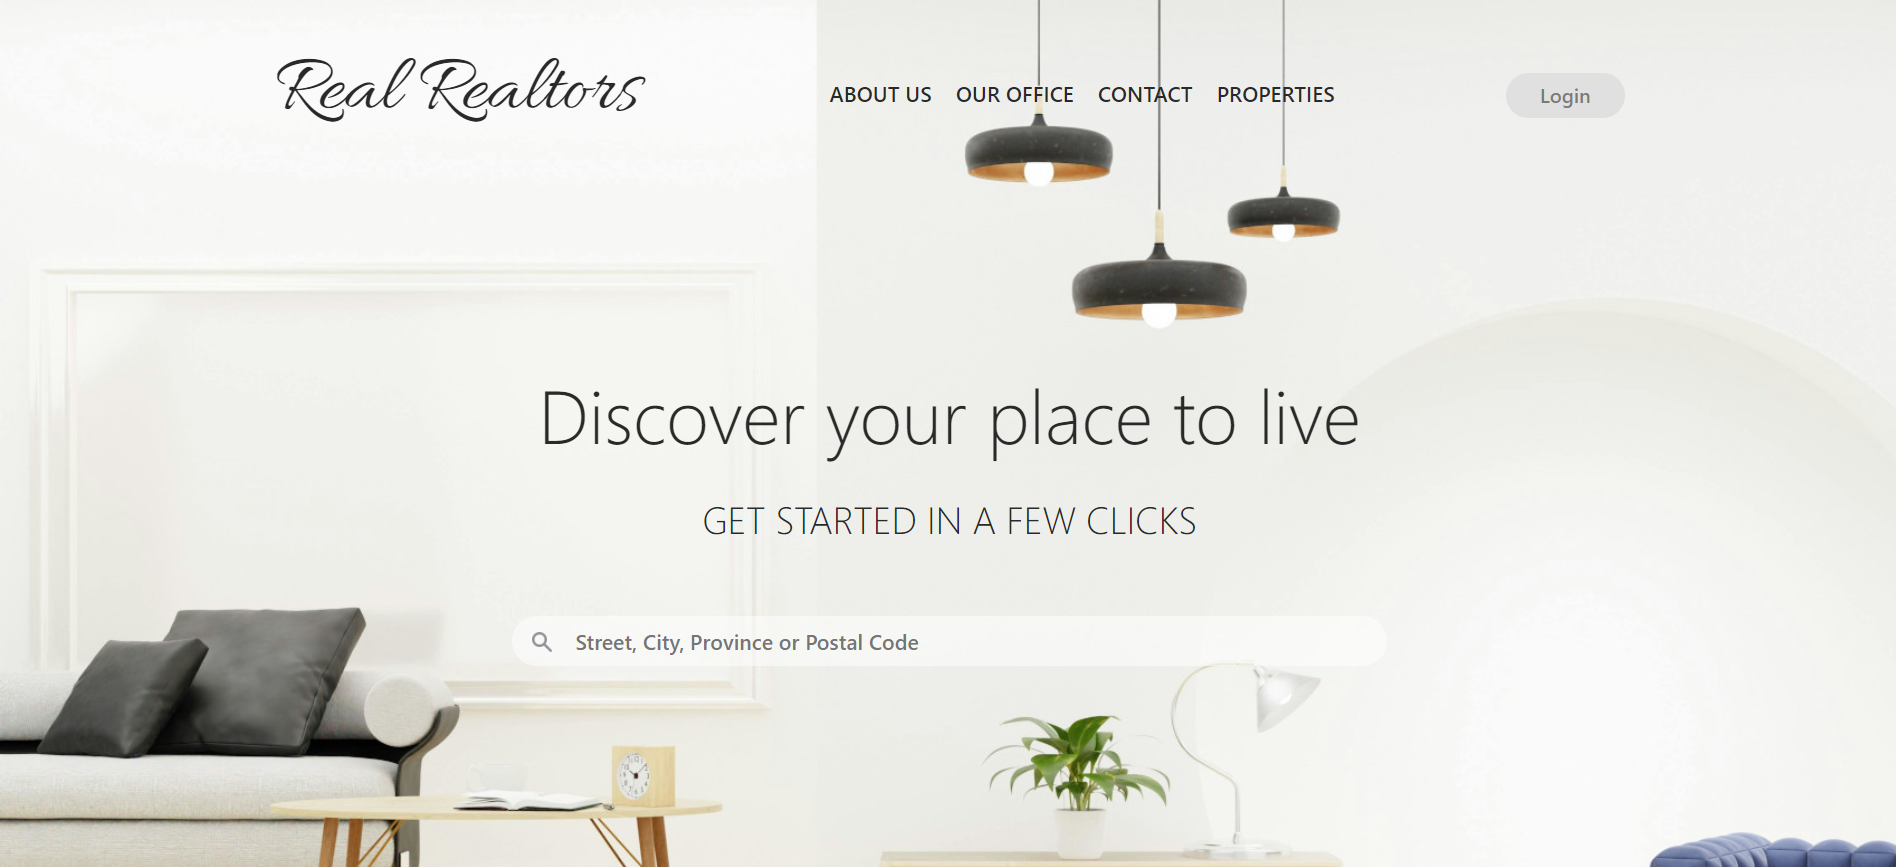 Real Realtors
ABOUT US OUR OFFICE CONTACT PROPERTIES
Login
Discover your place to live
GET STARTED IN A FEW CLICKS
Street, City, Province or Postal Code